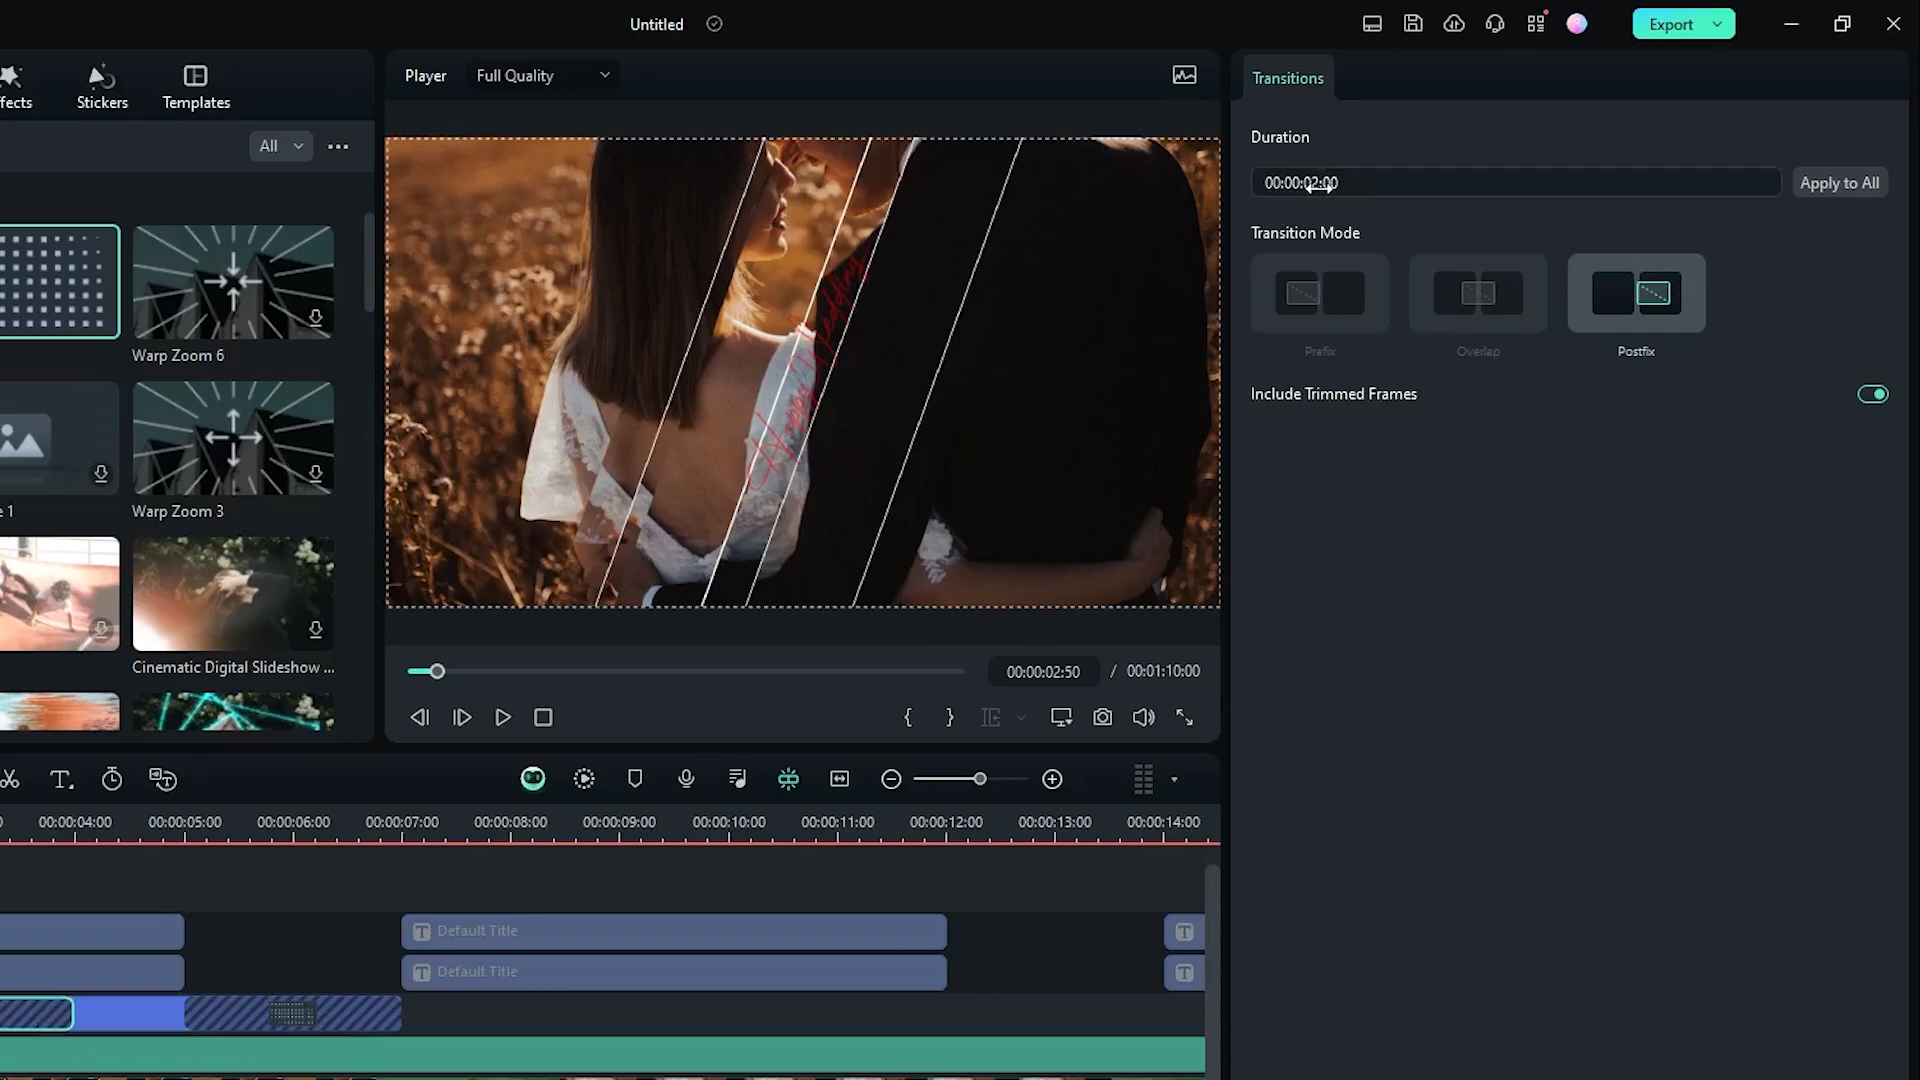 Untitled
Export
fects
Stickers
Templates
Player
Full Quality
Transitions
All
Duration
00:00:02:00
Apply to All
Transition Mode
Prefix
Overlap
Postfix
Include Trimmed Frames
Warp Zoom 6
e 1
Warp Zoom 3
Cinematic Digital Slideshow ...
Happy Wedding
00:00:02:50 / 00:01:10:00
0 00:00:04:00 00:00:05:00 00:00:06:00 00:00:07:00 00:00:08:00 00:00:09:00 00:00:10:00 00:00:11:00 00:00:12:00 00:00:13:00 00:00:14:00
T Default Title T
T Default Title T